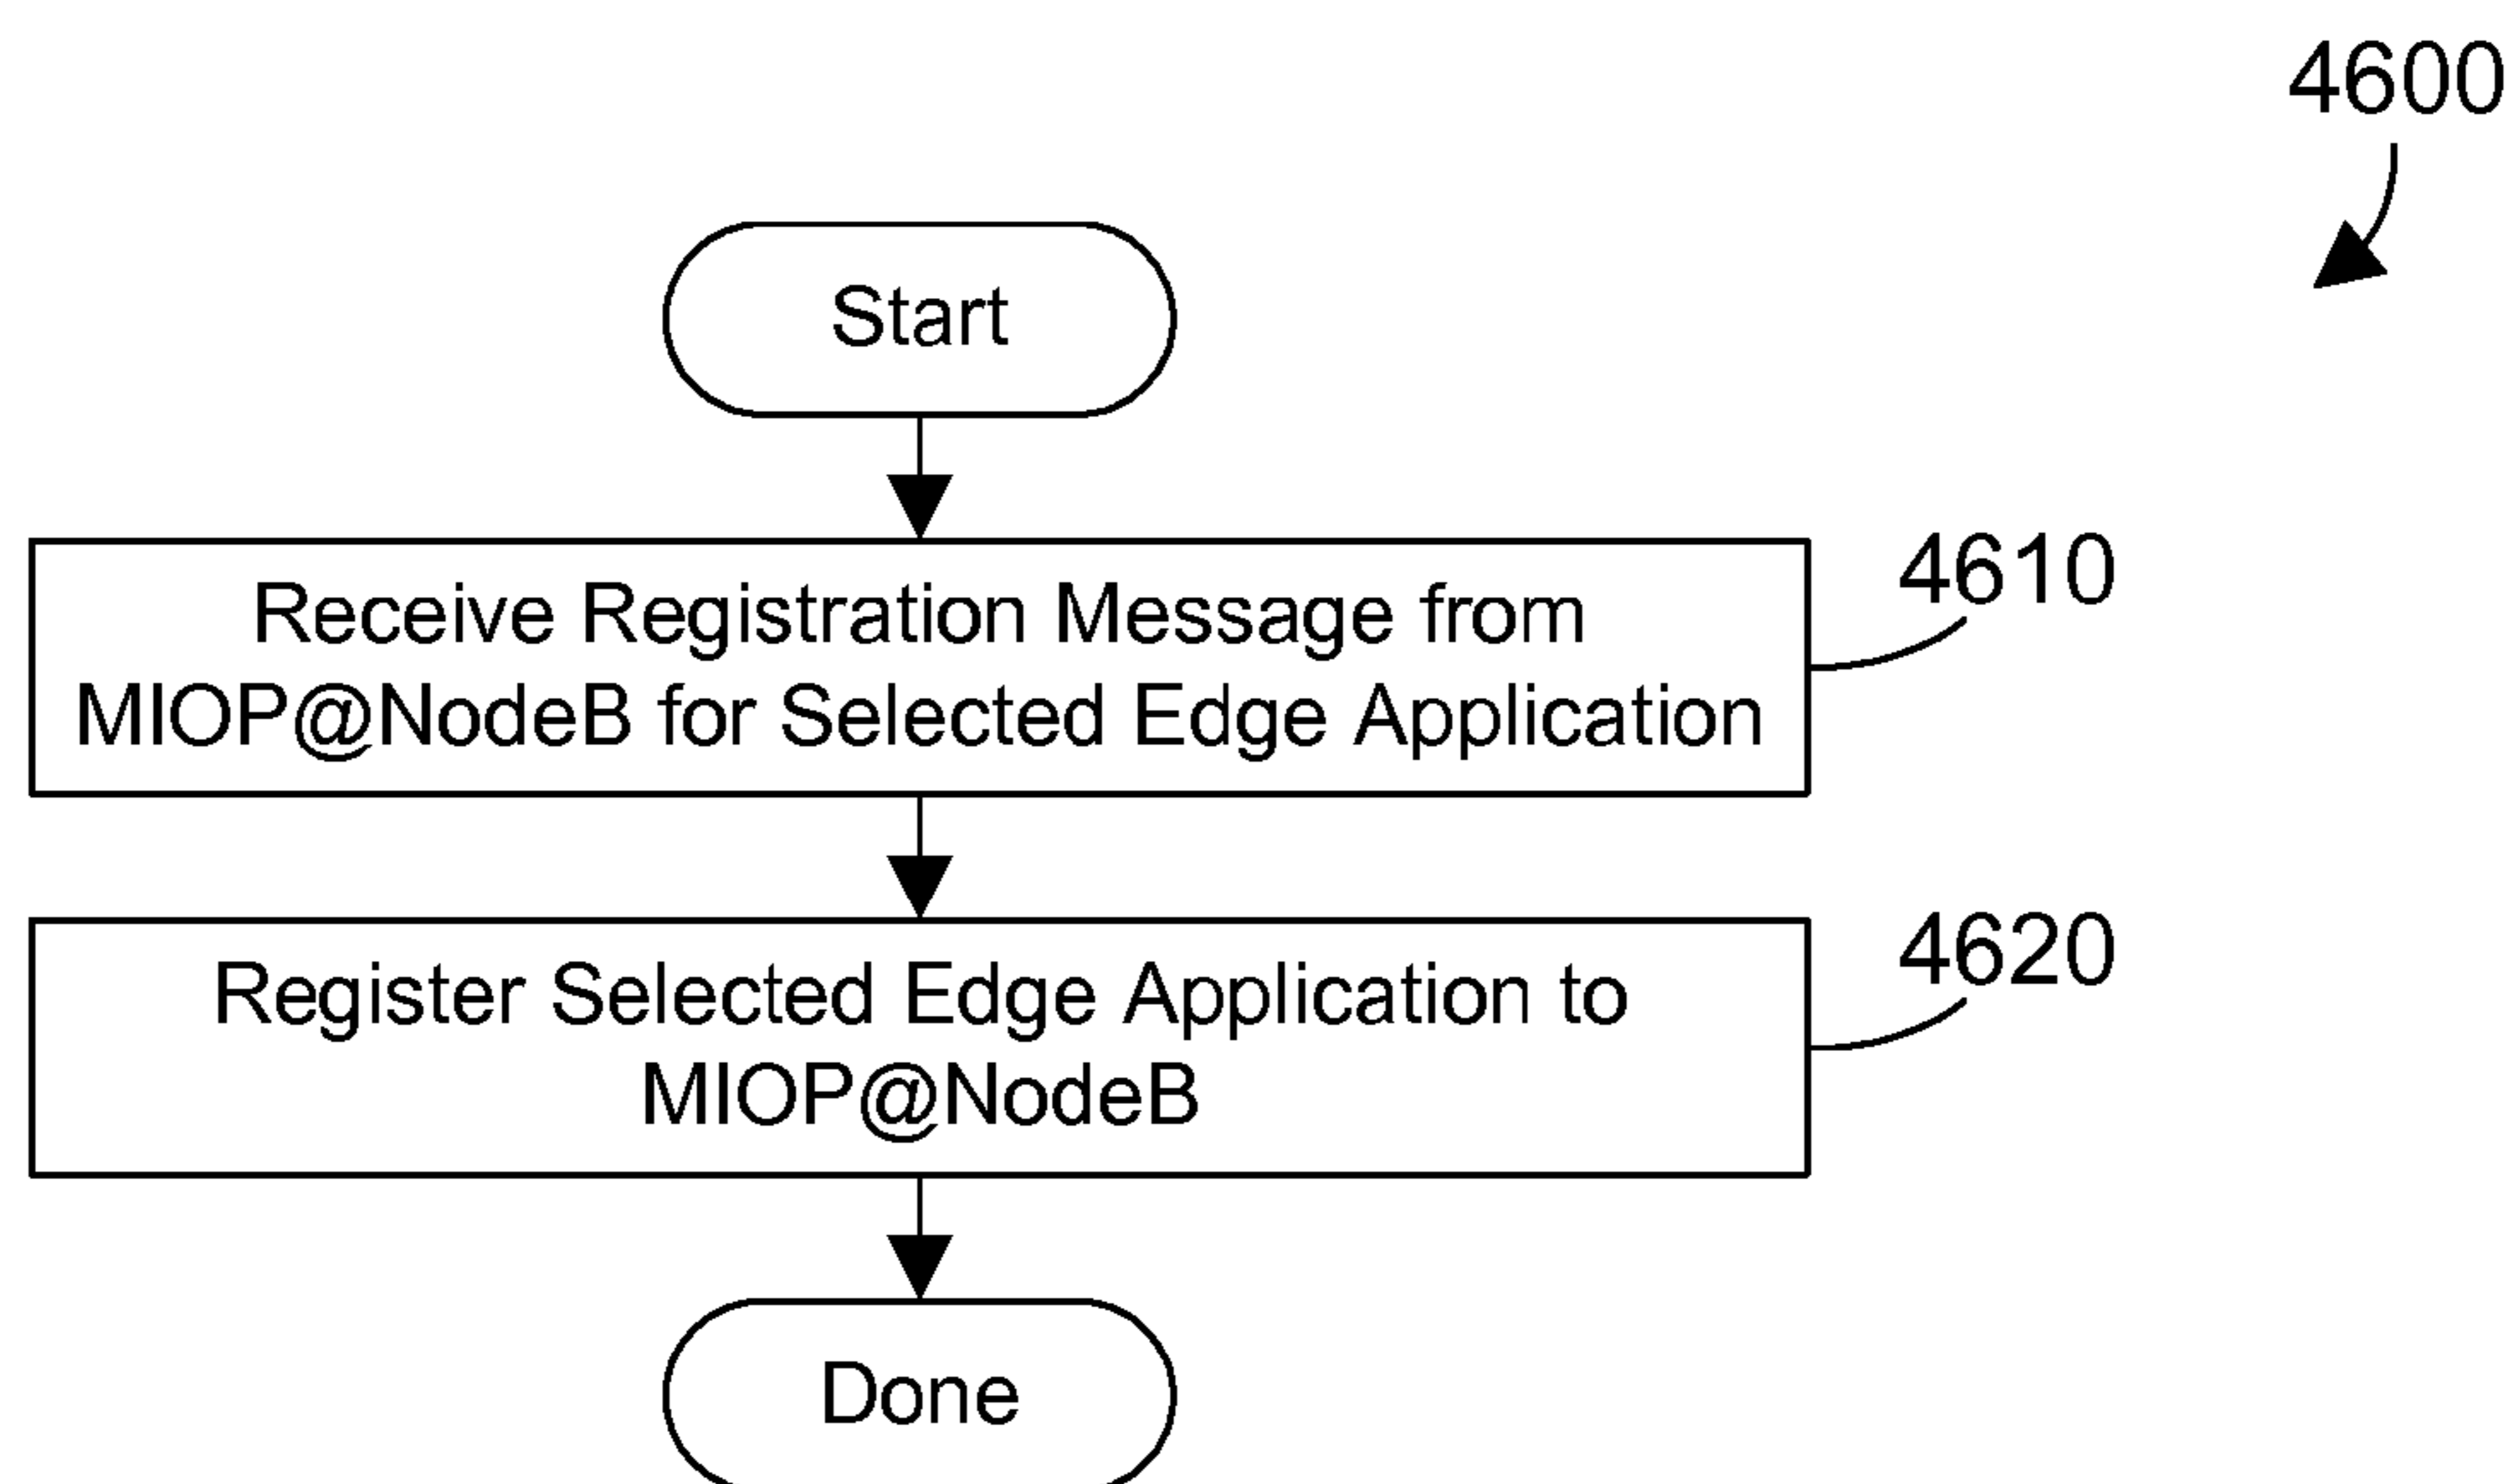 4600
Start
Receive Registration Message from
MIOP@NodeB for Selected Edge Application
4610
Register Selected Edge Application to
MIOP@NodeB
4620
Done